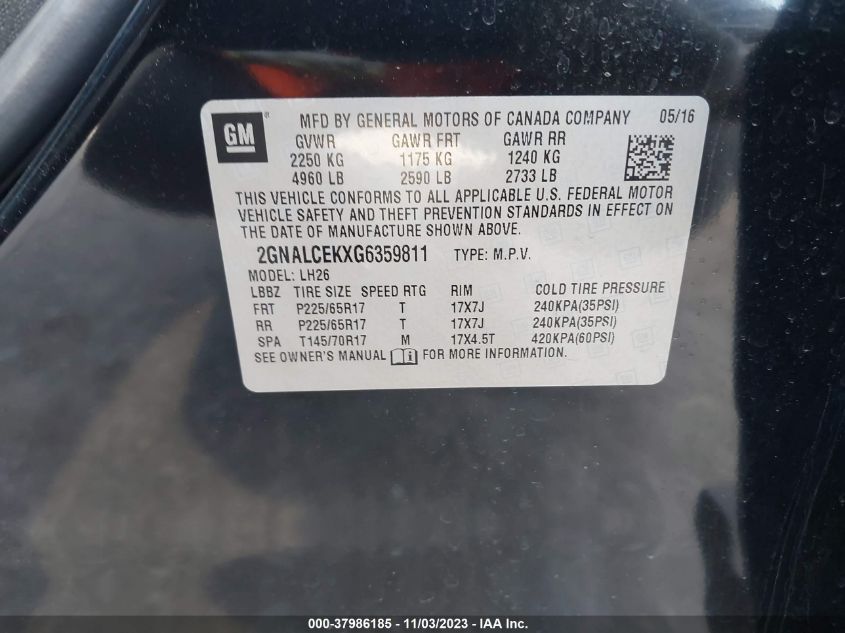 GM
MFD BY GENERAL MOTORS OF CANADA COMPANY 05/16
GVWR GAWR FRT GAWR RR
2250 KG 1175 KG 1240 KG
4960 LB 2590 LB 2733 LB
THIS VEHICLE CONFORMS TO ALL APPLICABLE U.S. FEDERAL MOTOR
VEHICLE SAFETY AND THEFT PREVENTION STANDARDS IN EFFECT ON
THE DATE OF MANUFACTURE SHOWN ABOVE.
2GNALCEKXG6359811 TYPE: M.P.V.
MODEL: LH26
LBBZ TIRE SIZE SPEED RTG RIM COLD TIRE PRESSURE
FRT P225/65R17 T 17X7J 240KPA(35PSI)
RR P225/65R17 T 17X7J 240KPA(35PSI)
SPA T145/70R17 M 17X4.5T 420KPA(60PSI)
SEE OWNER'S MANUAL FOR MORE INFORMATION.
000-37986185 - 11/03/2023 - IAA Inc.